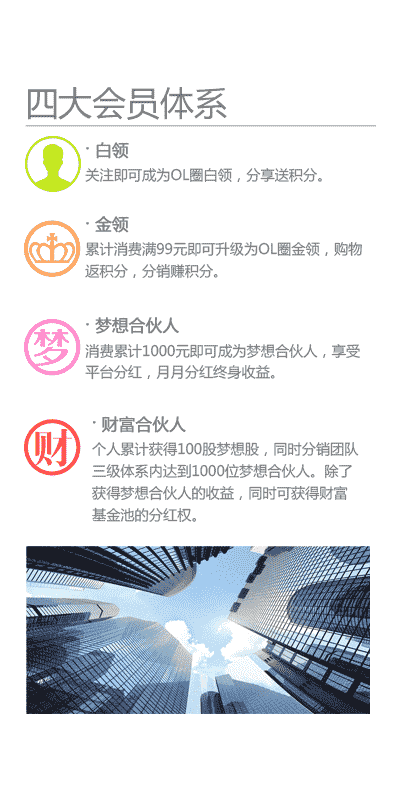 四大会员体系
· 白领
关注即可成为OL圈白领，分享送积分。
· 金领
累计消费满99元即可升级为OL圈金领，购物
返积分，分销赚积分。
· 梦想合伙人
梦
消费累计1000元即可成为梦想合伙人，享受
平台分红，月月分红终身收益。
· 财富合伙人
财
个人累计获得100股梦想股，同时分销团队
三级体系内达到1000位梦想合伙人。除了
获得梦想合伙人的收益，同时可获得财富
基金池的分红权。